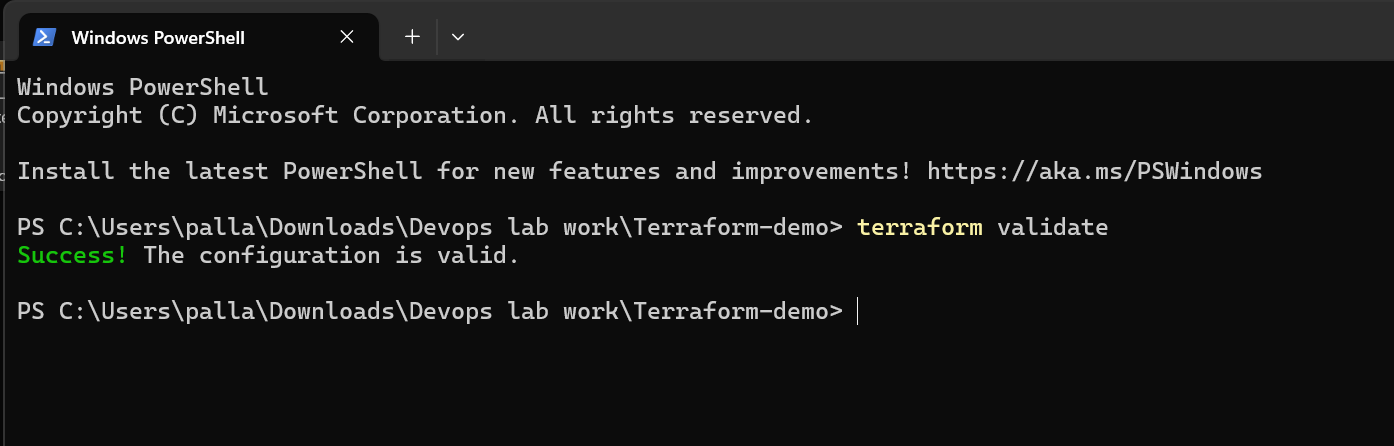 Windows PowerShell
Windows PowerShell
Copyright (C) Microsoft Corporation. All rights reserved.
Install the latest PowerShell for new features and improvements! https://aka.ms/PSWindows
PS C:\Users\palla\Downloads\Devops lab work\Terraform-demo> terraform validate
Success! The configuration is valid.
PS C:\Users\palla\Downloads\Devops lab work\Terraform-demo>